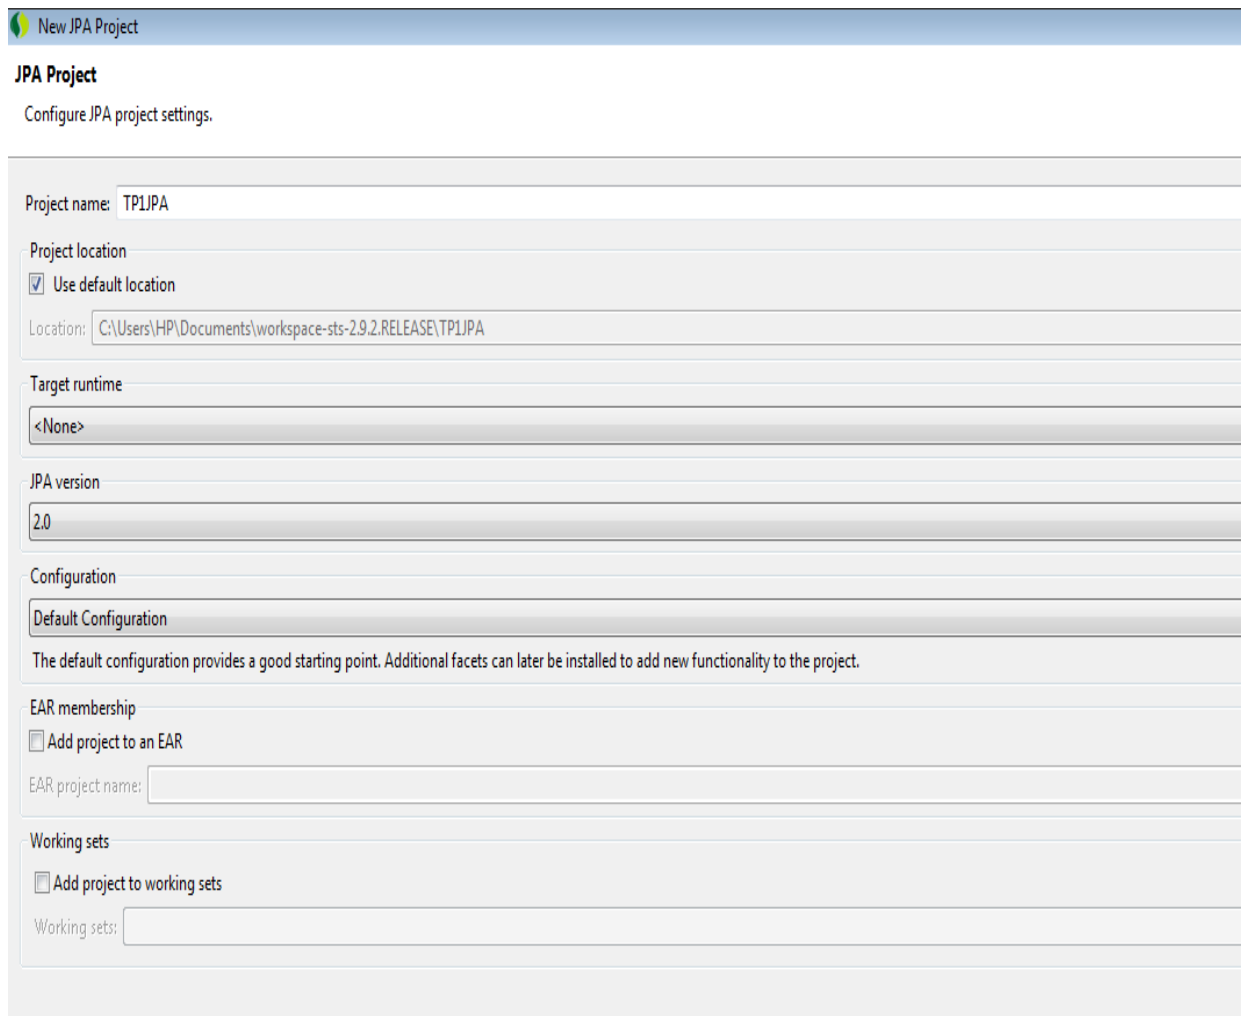 New JPA Project
JPA Project
Configure JPA project settings.
Project name: TP1JPA
Project location
Use default location
Location: C:\Users\HP\Documents\workspace-sts-2.9.2.RELEASE\TP1JPA
Target runtime
<None>
JPA version
2.0
Configuration
Default Configuration
The default configuration provides a good starting point. Additional facets can later be installed to add new functionality to the project.
EAR membership
Add project to an EAR
EAR project name:
Working sets
Add project to working sets
Working sets: